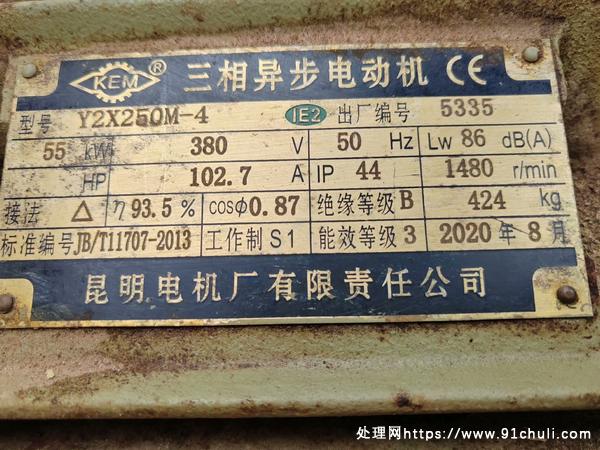 KEM ® 三相异步电动机 CE
型号 Y2X250M-4 IE2 出厂编号 5335
55 kW 380 V 50 Hz Lw 86 dB(A)
HP 102.7 A IP 44 1480 r/min
接法 △ η 93.5 % cosφ 0.87 绝缘等级 B 424 kg
标准编号 JB/T11707-2013 工作制 S1 能效等级 3 2020 年 8 月
昆明电机厂有限责任公司
处理网https://www.91chuli.com/